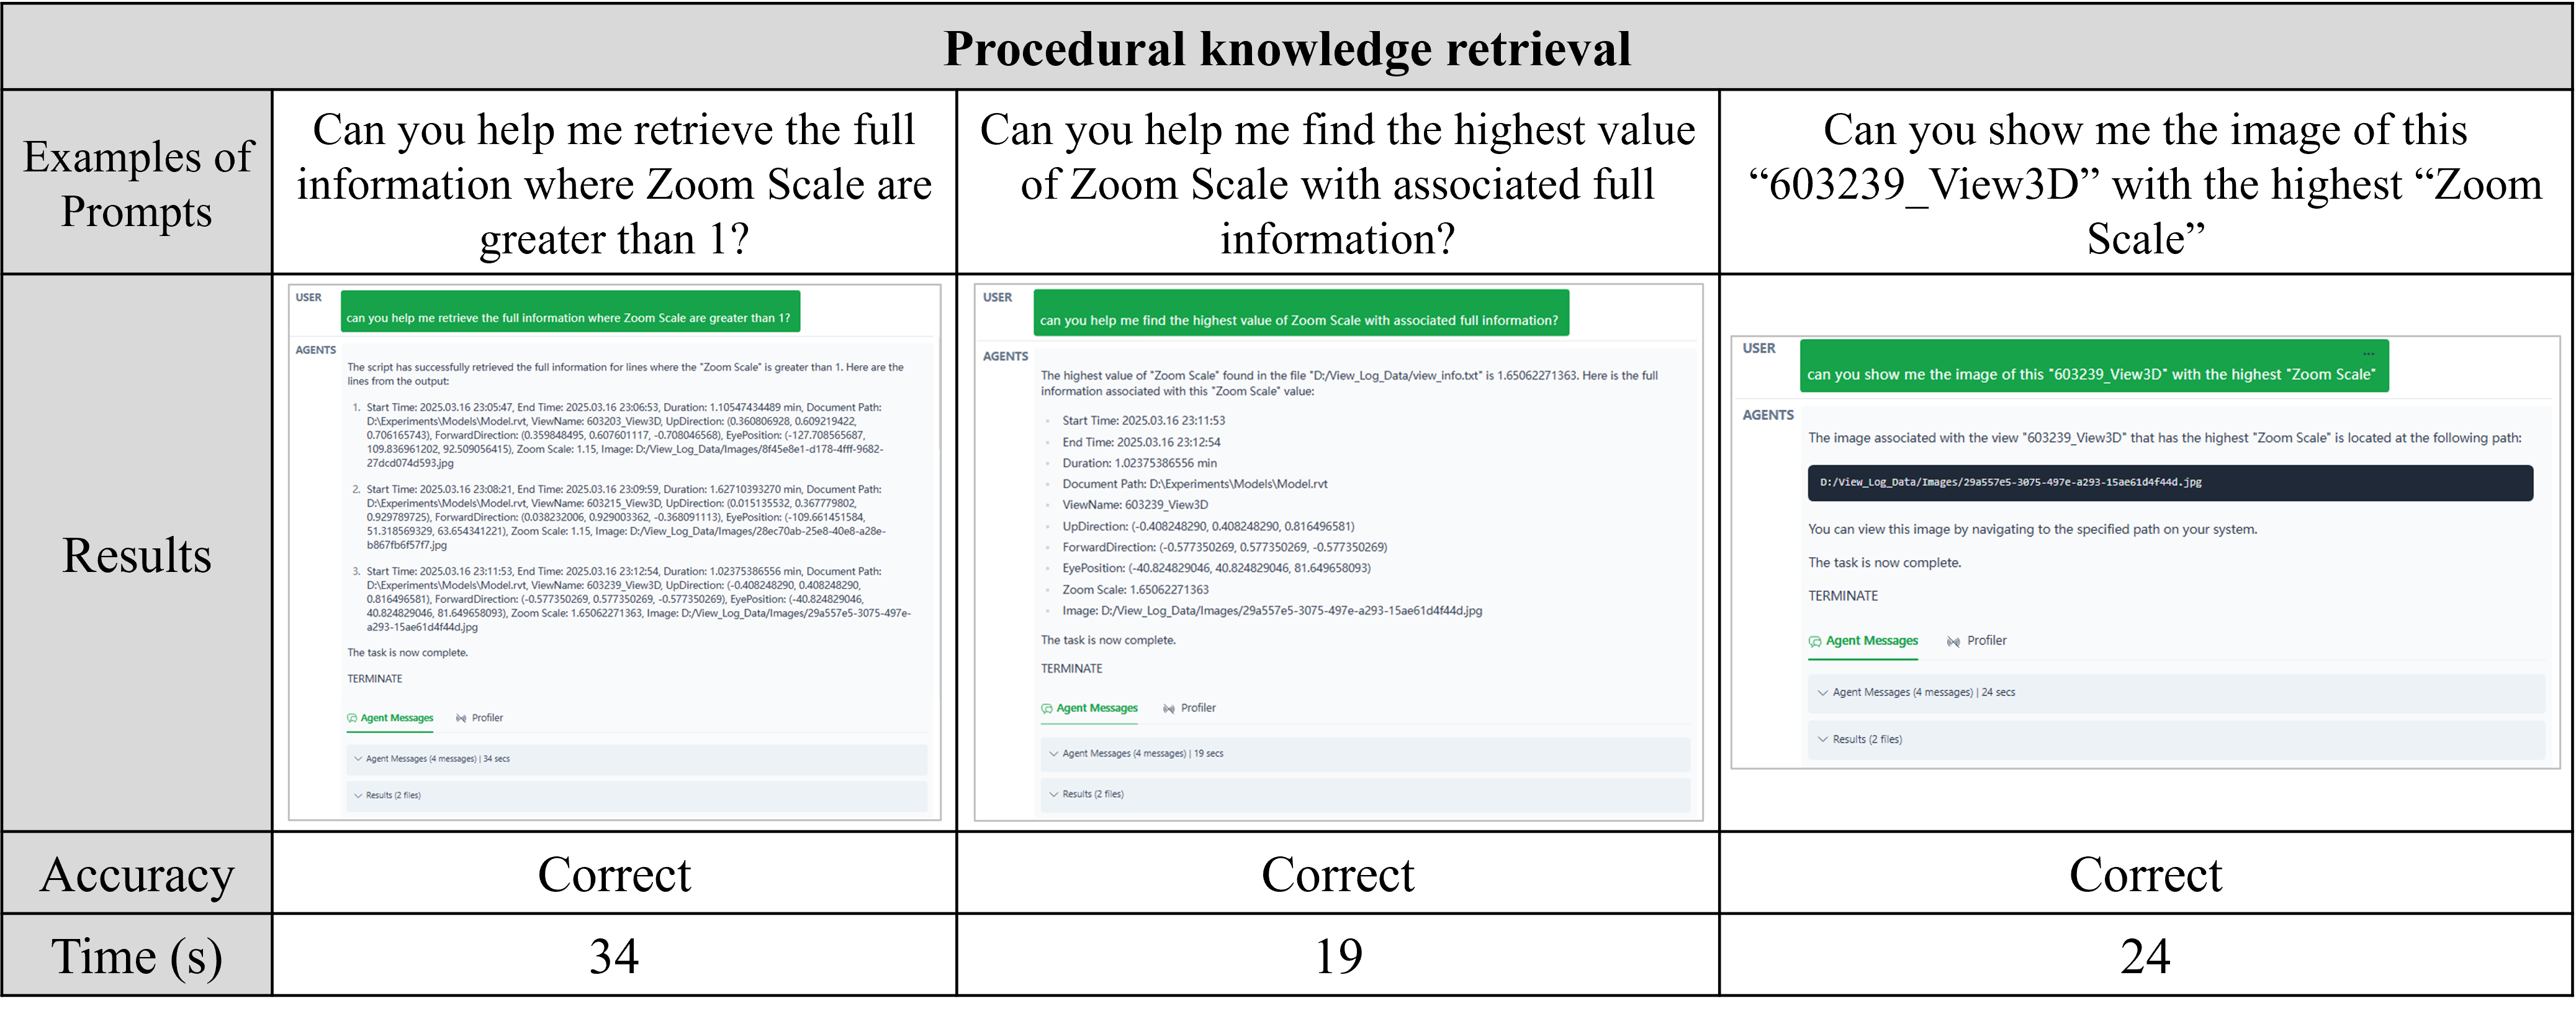 Procedural knowledge retrieval
Examples of
Prompts
Can you help me retrieve the full
information where Zoom Scale are
greater than 1?
Can you help me find the highest value
of Zoom Scale with associated full
information?
Can you show me the image of this
“603239_View3D” with the highest “Zoom
Scale”
Results
USER
can you help me retrieve the full information where Zoom Scale are greater than 1?
AGENTS
The script has successfully retrieved the full information for lines where the "Zoom Scale" is greater than 1. Here are the
lines from the output:
1. Start Time: 2025.03.16 23:05:47, End Time: 2025.03.16 23:06:53, Duration: 1.10547434489 min, Document Path:
D:\Experiments\Models\Model.rvt, ViewName: 603203_View3D, UpDirection: (0.360806928, 0.609219422,
0.706165743), ForwardDirection: (0.359848495, 0.607601117, -0.708046568), EyePosition: (-127.708565687,
109.836961202, 92.509056415), Zoom Scale: 1.15, Image: D:/View_Log_Data/Images/8f45e8e1-d178-4fff-9682-
27dcd074d593.jpg
2. Start Time: 2025.03.16 23:08:21, End Time: 2025.03.16 23:09:59, Duration: 1.62710393270 min, Document Path:
D:\Experiments\Models\Model.rvt, ViewName: 603215_View3D, UpDirection: (0.015135532, 0.367779802,
0.929789725), ForwardDirection: (0.038232006, 0.929003362, -0.368091113), EyePosition: (-109.661451584,
51.318569329, 63.654341221), Zoom Scale: 1.15, Image: D:/View_Log_Data/Images/28ec70ab-25e8-40e8-a28e-
b867fb6f57f7.jpg
3. Start Time: 2025.03.16 23:11:53, End Time: 2025.03.16 23:12:54, Duration: 1.02375386556 min, Document Path:
D:\Experiments\Models\Model.rvt, ViewName: 603239_View3D, UpDirection: (-0.408248290, 0.408248290,
0.816496581), ForwardDirection: (-0.577350269, 0.577350269, -0.577350269), EyePosition: (-40.824829046,
40.824829046, 81.649658093), Zoom Scale: 1.65062271363, Image: D:/View_Log_Data/Images/29a557e5-3075-497e-
a293-15ae61d4f44d.jpg
The task is now complete.
TERMINATE
Agent Messages Profiler
Agent Messages (4 messages) | 34 secs
Results (2 files)
USER
can you help me find the highest value of Zoom Scale with associated full information?
AGENTS
The highest value of "Zoom Scale" found in the file "D:/View_Log_Data/view_info.txt" is 1.65062271363. Here is the full
information associated with this "Zoom Scale" value:
• Start Time: 2025.03.16 23:11:53
• End Time: 2025.03.16 23:12:54
• Duration: 1.02375386556 min
• Document Path: D:\Experiments\Models\Model.rvt
• ViewName: 603239_View3D
• UpDirection: (-0.408248290, 0.408248290, 0.816496581)
• ForwardDirection: (-0.577350269, 0.577350269, -0.577350269)
• EyePosition: (-40.824829046, 40.824829046, 81.649658093)
• Zoom Scale: 1.65062271363
• Image: D:/View_Log_Data/Images/29a557e5-3075-497e-a293-15ae61d4f44d.jpg
The task is now complete.
TERMINATE
Agent Messages Profiler
Agent Messages (4 messages) | 19 secs
Results (2 files)
USER
...
can you show me the image of this "603239_View3D" with the highest "Zoom Scale"
AGENTS
The image associated with the view "603239_View3D" that has the highest "Zoom Scale" is located at the following path:
D:/View_Log_Data/Images/29a557e5-3075-497e-a293-15ae61d4f44d.jpg
You can view this image by navigating to the specified path on your system.
The task is now complete.
TERMINATE
Agent Messages Profiler
Agent Messages (4 messages) | 24 secs
Results (2 files)
Accuracy
Correct
Correct
Correct
Time (s)
34
19
24